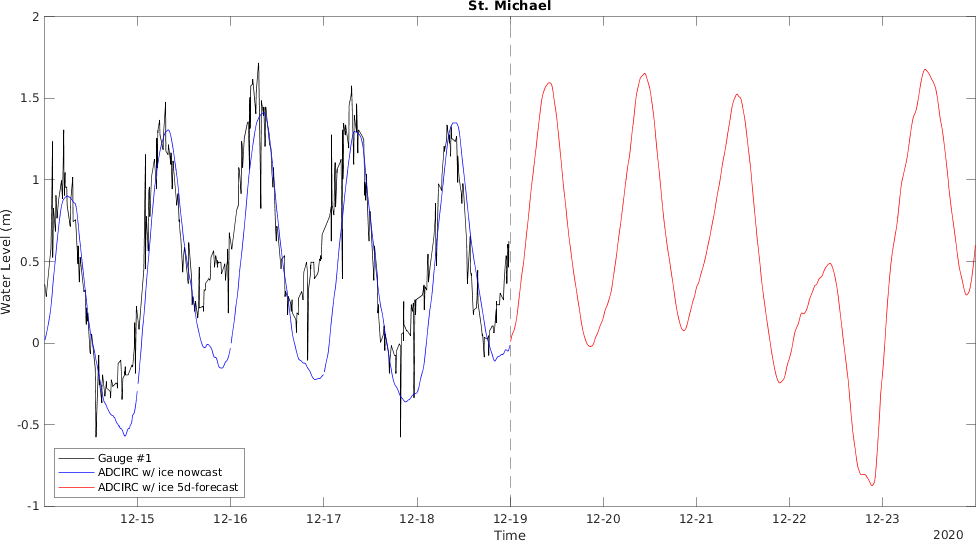 St. Michael
2
1.5
1
0.5
0
-0.5
-1
Water Level (m)
Gauge #1
ADCIRC w/ ice nowcast
ADCIRC w/ ice 5d-forecast
12-15 12-16 12-17 12-18 12-19 12-20 12-21 12-22 12-23
Time
2020